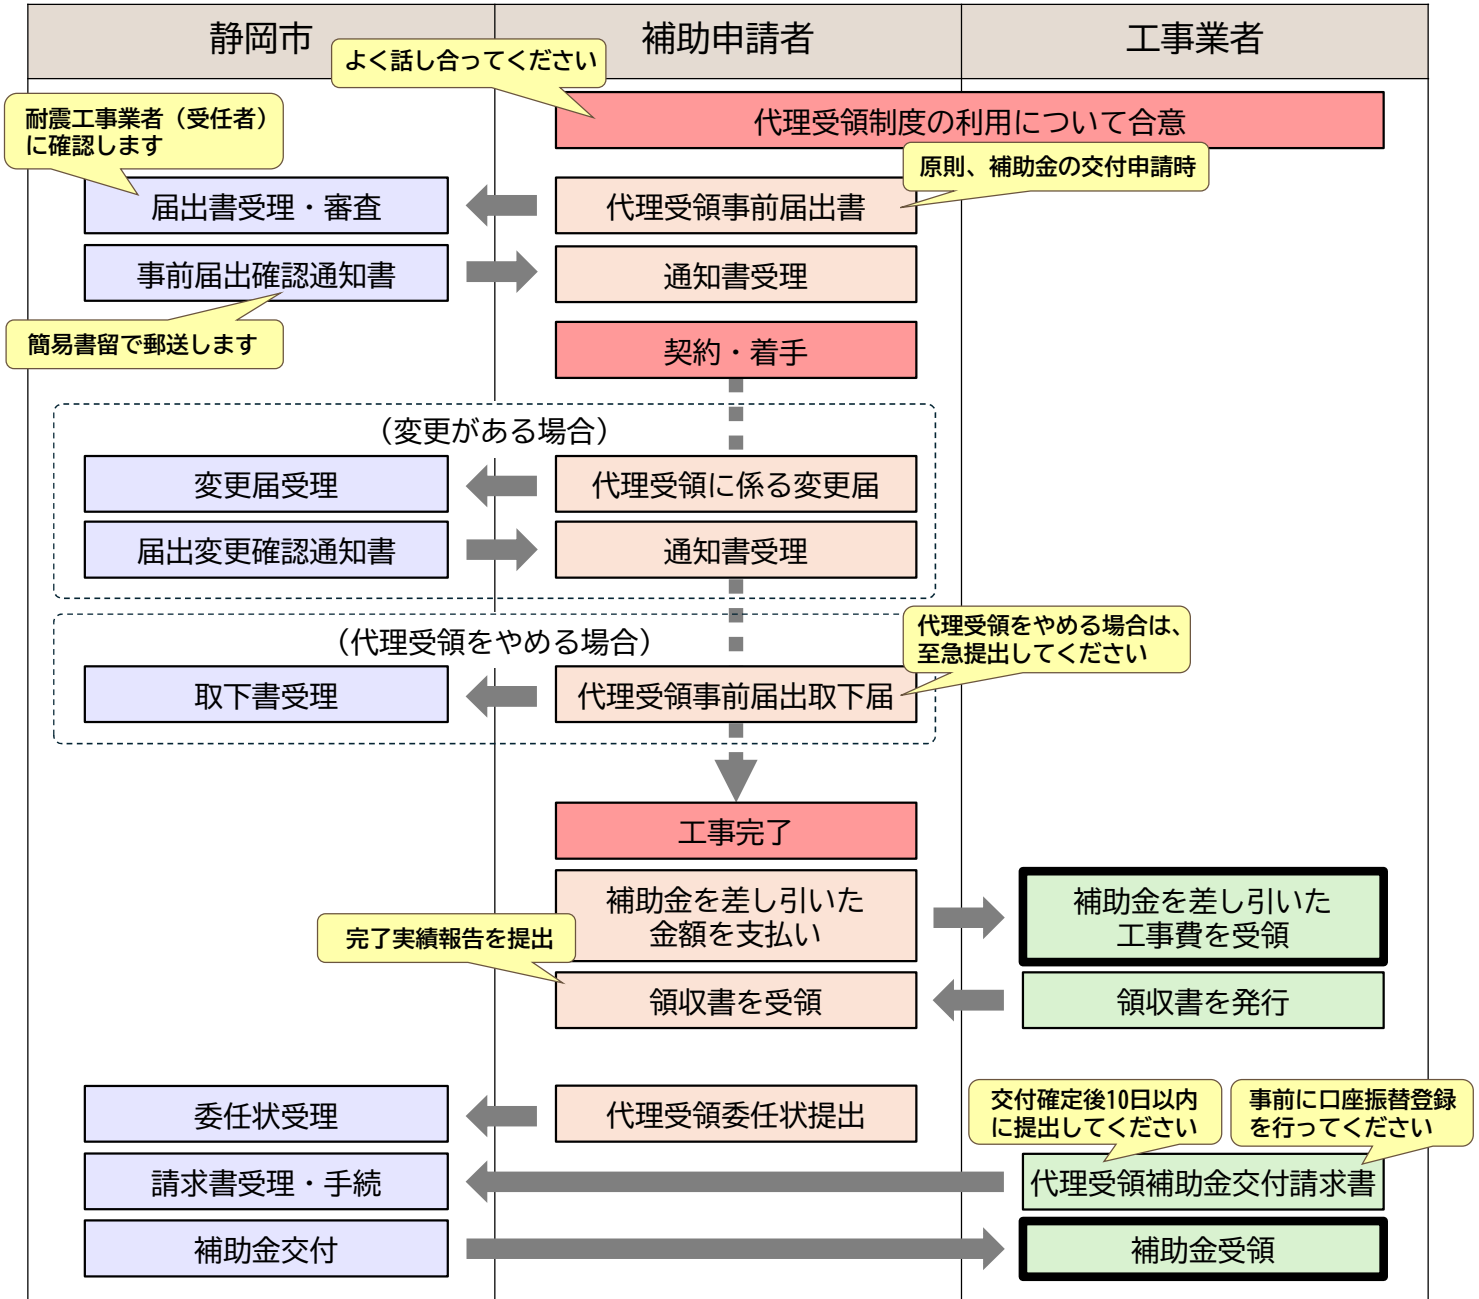 静岡市
補助申請者
工事業者
よく話し合ってください
代理受領制度の利用について合意
耐震工事業者（受任者）
に確認します
原則、補助金の交付申請時
届出書受理・審査
代理受領事前届出書
事前届出確認通知書
通知書受理
簡易書留で郵送します
契約・着手
（変更がある場合）
変更届受理
代理受領に係る変更届
届出変更確認通知書
通知書受理
（代理受領をやめる場合）
代理受領をやめる場合は、
至急提出してください
取下書受理
代理受領事前届出取下届
工事完了
補助金を差し引いた
金額を支払い
補助金を差し引いた
工事費を受領
完了実績報告を提出
領収書を受領
領収書を発行
委任状受理
代理受領委任状提出
交付確定後10日以内
に提出してください
事前に口座振替登録
を行ってください
請求書受理・手続
代理受領補助金交付請求書
補助金交付
補助金受領